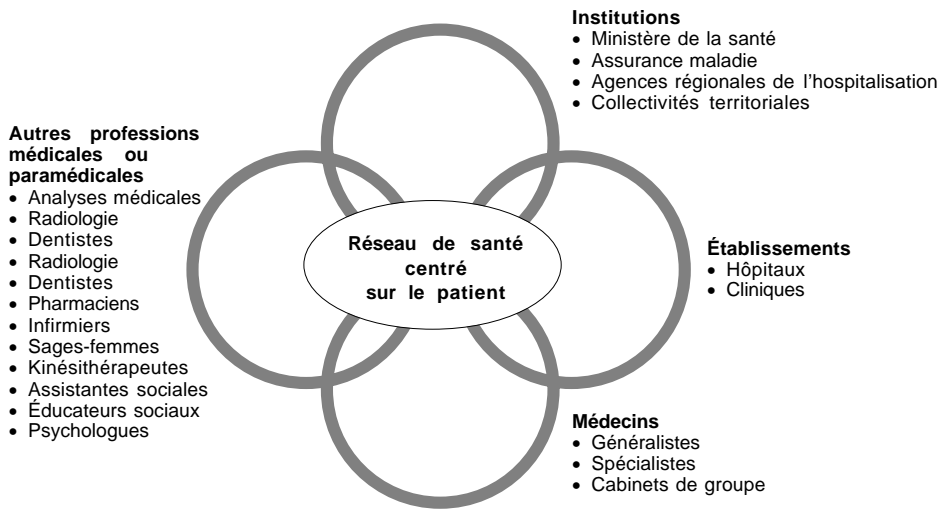 Institutions
• Ministère de la santé
• Assurance maladie
• Agences régionales de l'hospitalisation
• Collectivités territoriales
Autres professions
médicales ou
paramédicales
• Analyses médicales
• Radiologie
• Dentistes
• Radiologie
• Dentistes
• Pharmaciens
• Infirmiers
• Sages-femmes
• Kinésithérapeutes
• Assistantes sociales
• Éducateurs sociaux
• Psychologues
Réseau de santé
centré
sur le patient
Établissements
• Hôpitaux
• Cliniques
Médecins
• Généralistes
• Spécialistes
• Cabinets de groupe